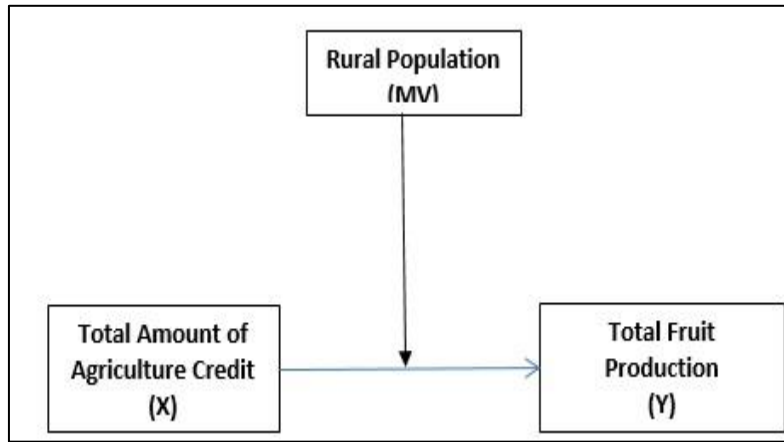 Rural Population
(MV)
Total Amount of
Agriculture Credit
(X)
Total Fruit
Production
(Y)